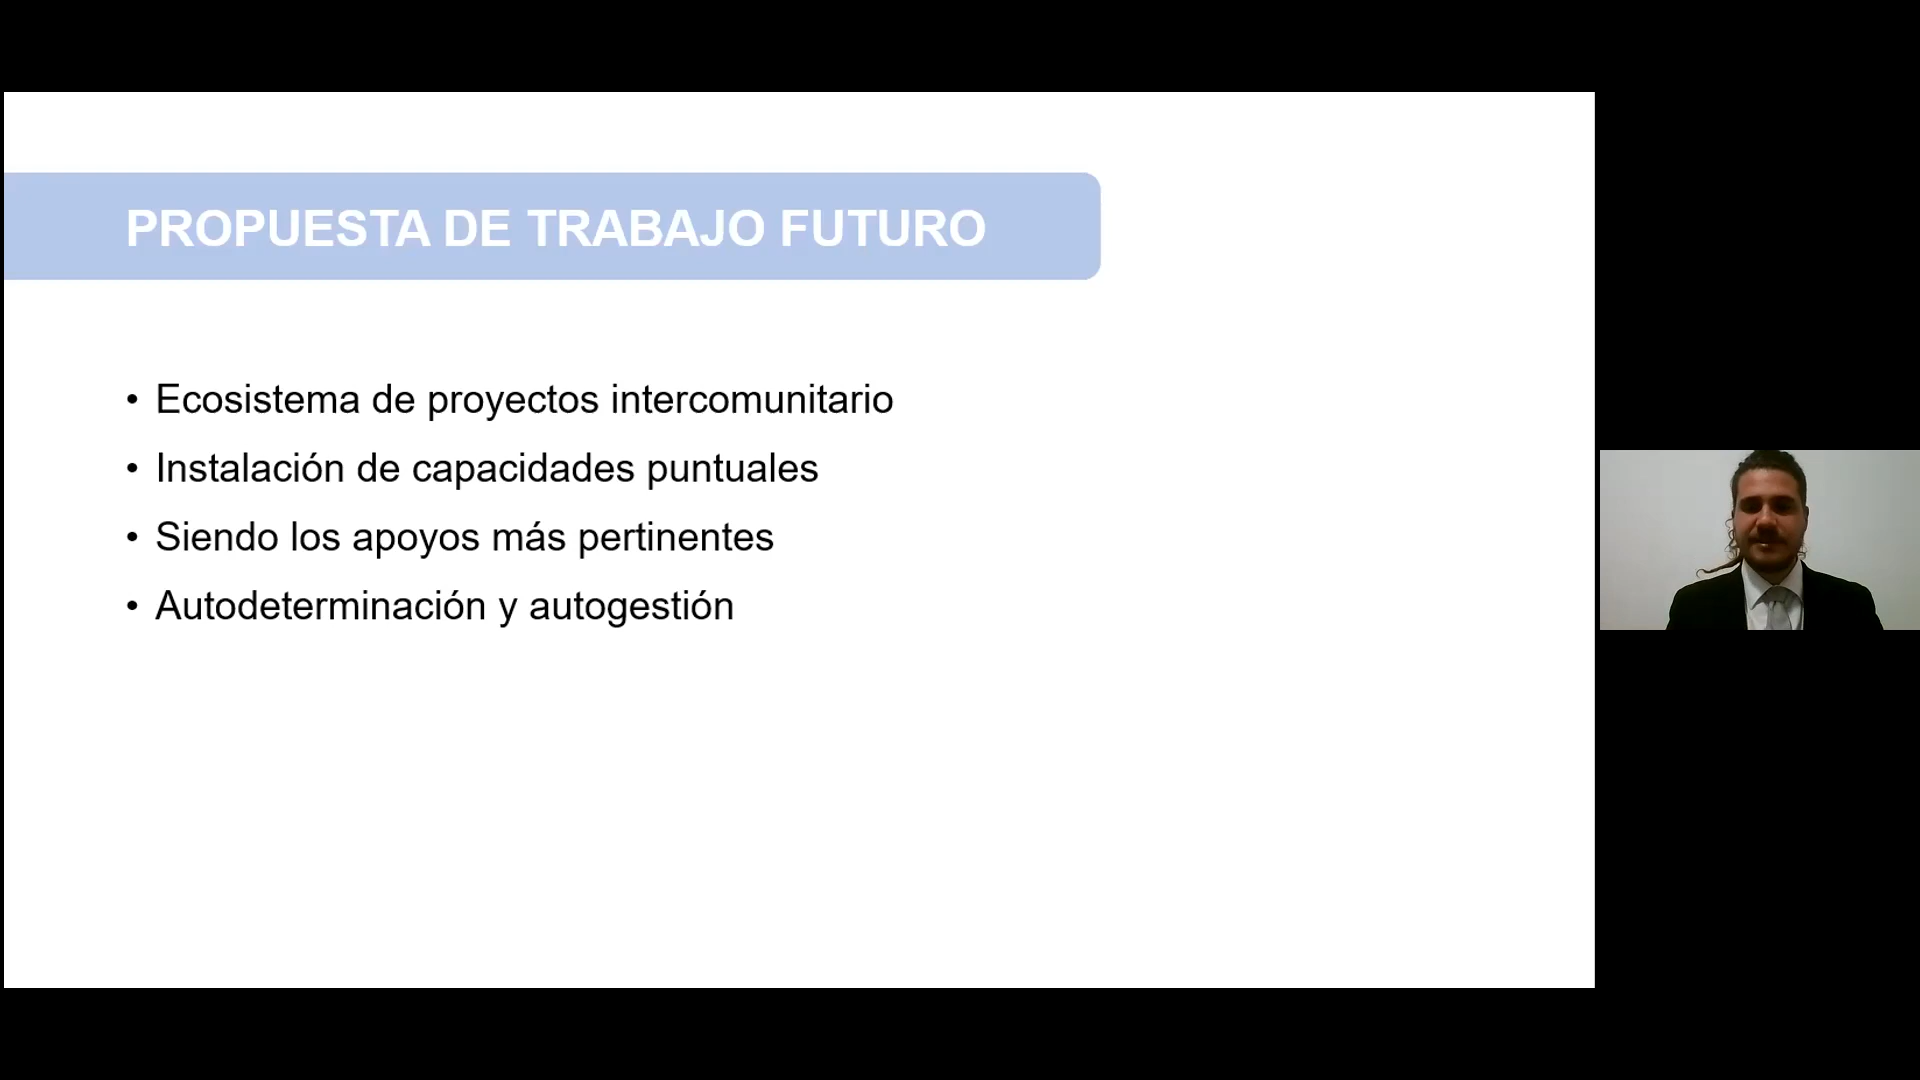 PROPUESTA DE TRABAJO FUTURO
• Ecosistema de proyectos intercomunitario
• Instalación de capacidades puntuales
• Siendo los apoyos más pertinentes
• Autodeterminación y autogestión